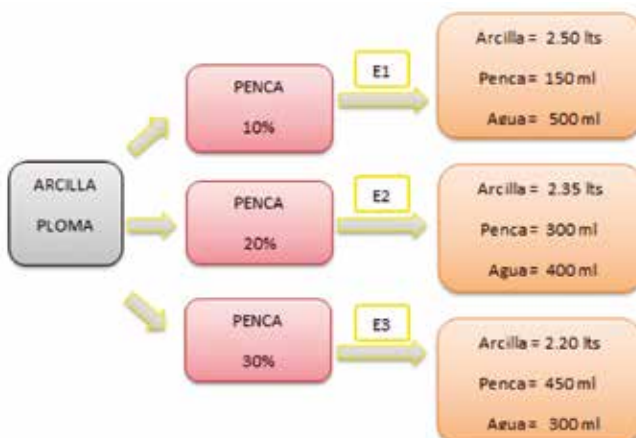 ARCILLA
PLOMA
PENCA
10%
E1
Arcilla = 2.50 lts
Penca = 150 ml
Agua = 500 ml
PENCA
20%
E2
Arcilla = 2.35 lts
Penca = 300 ml
Agua = 400 ml
PENCA
30%
E3
Arcilla = 2.20 lts
Penca = 450 ml
Agua = 300 ml